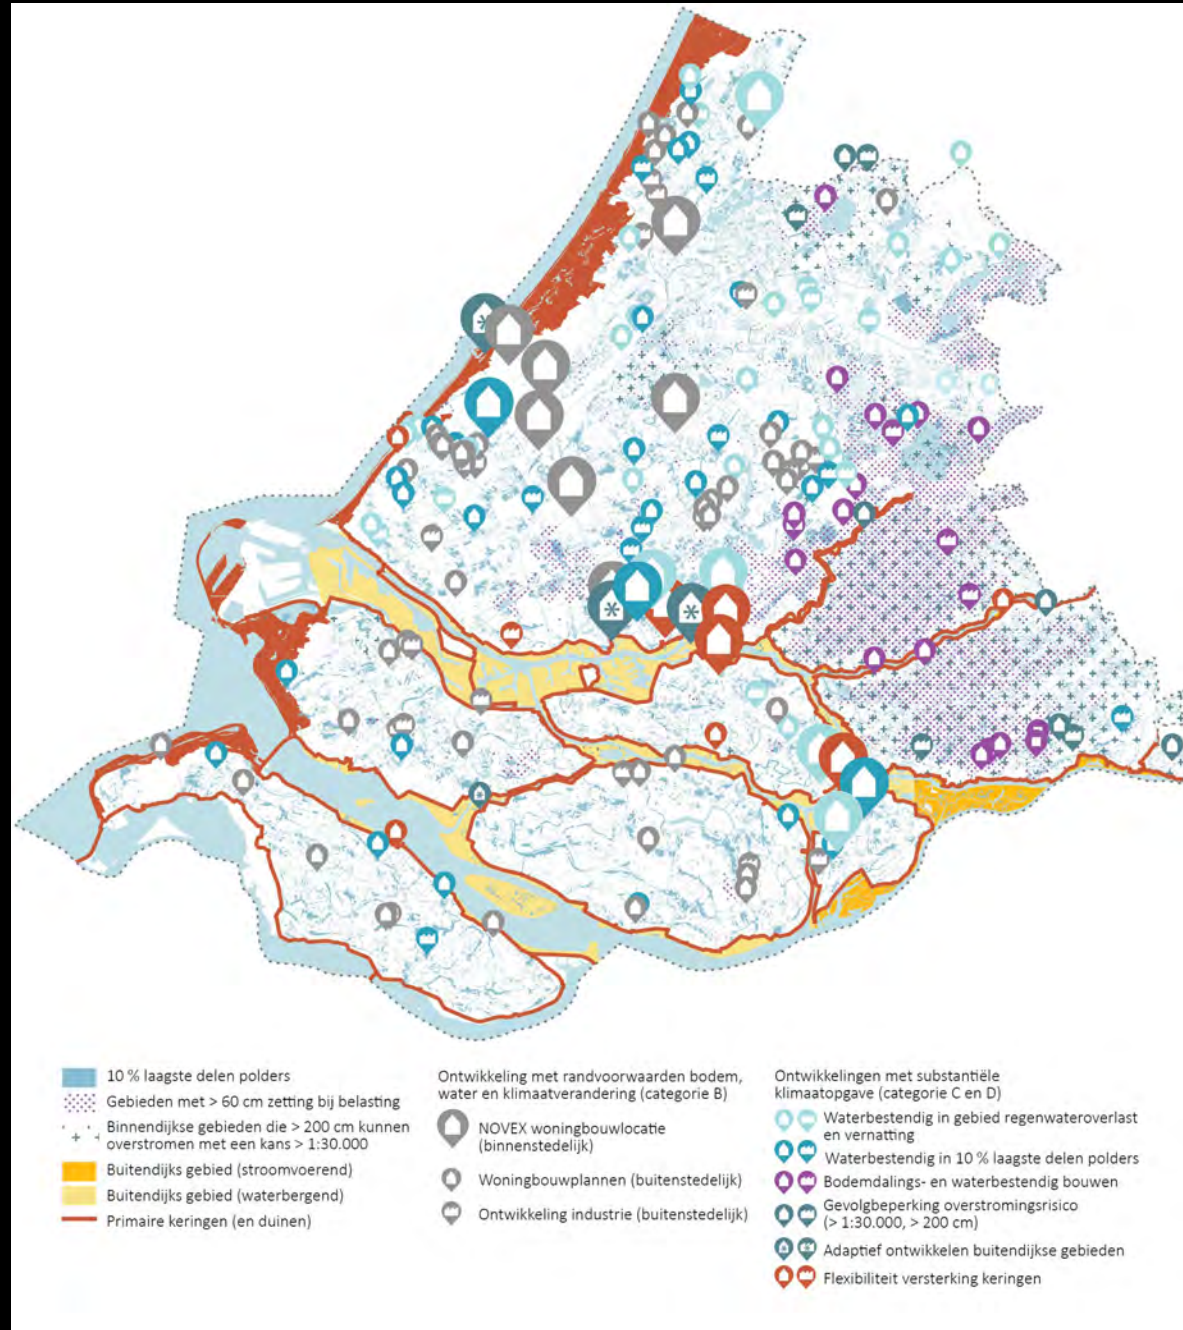 10 % laagste delen polders
Gebieden met > 60 cm zetting bij belasting
Binnendijkse gebieden die > 200 cm kunnen
overstromen met een kans > 1:30.000
Buitendijks gebied (stroomvoerend)
Buitendijks gebied (waterbergend)
Primaire keringen (en duinen)
Ontwikkeling met randvoorwaarden bodem,
water en klimaatverandering (categorie B)
NOVEX woningbouwlocatie
(binnenstedelijk)
Woningbouwplannen (buitenstedelijk)
Ontwikkeling industrie (buitenstedelijk)
Ontwikkelingen met substantiële
klimaatopgave (categorie C en D)
Waterbestendig in gebied regenwateroverlast
en vernatting
Waterbestendig in 10 % laagste delen polders
Bodemdalings- en waterbestendig bouwen
Gevolgbeperking overstromingsrisico
(> 1:30.000, > 200 cm)
Adaptief ontwikkelen buitendijkse gebieden
Flexibiliteit versterking keringen